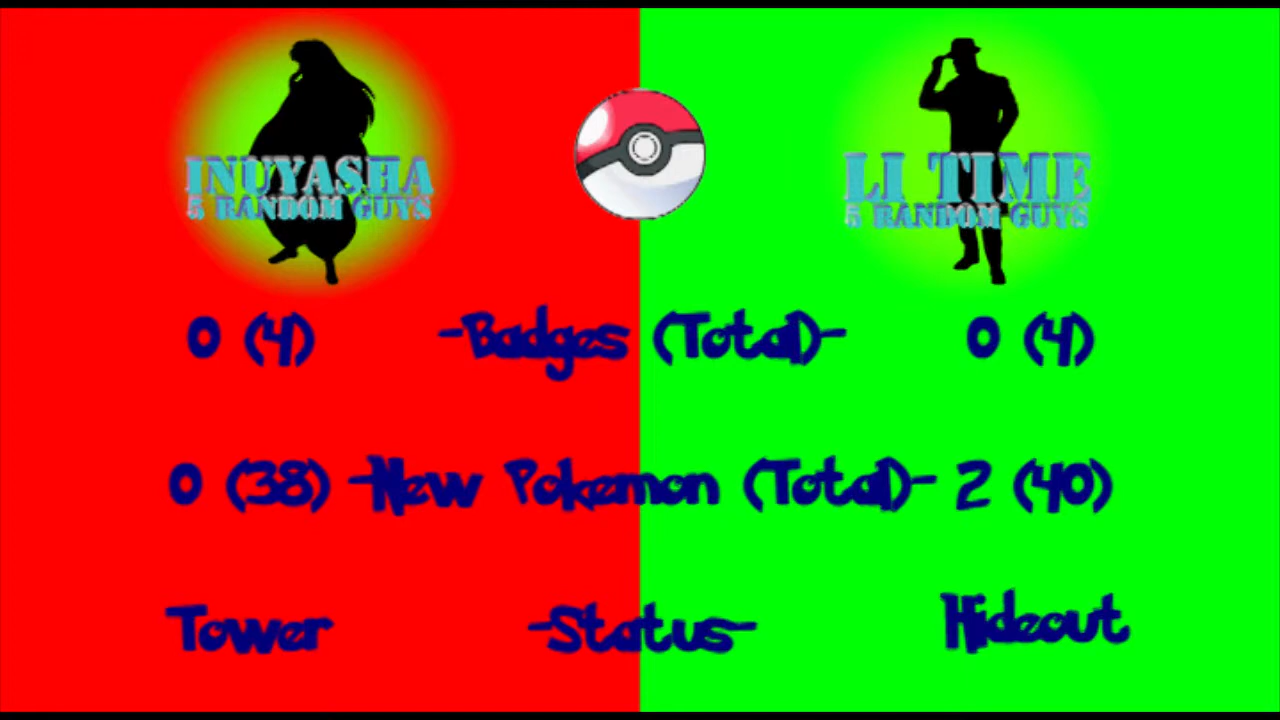 INUYASHA
5 RANDOM GUYS
LI TIME
5 RANDOM GUYS
0 (4) -Badges (Total)- 0 (4)
0 (38) -New Pokemon (Total)- 2 (40)
Tower -Status- Hideout